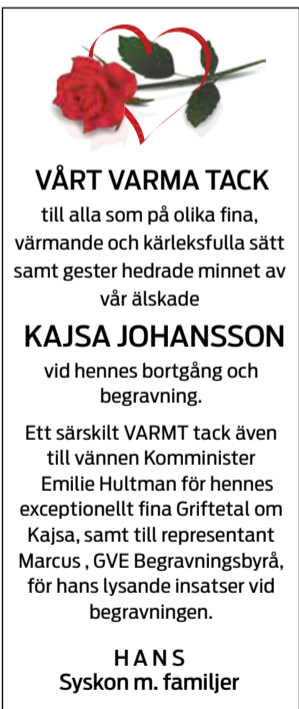 VÅRT VARMA TACK
till alla som på olika fina,
värmande och kärleksfulla sätt
samt gester hedrade minnet av
vår älskade
KAJSA JOHANSSON
vid hennes bortgång och
begravning.
Ett särskilt VARMT tack även
till vännen Komminister
Emilie Hultman för hennes
exceptionellt fina Griftetal om
Kajsa, samt till representant
Marcus , GVE Begravningsbyrå,
för hans lysande insatser vid
begravningen.
H A N S
Syskon m. familjer